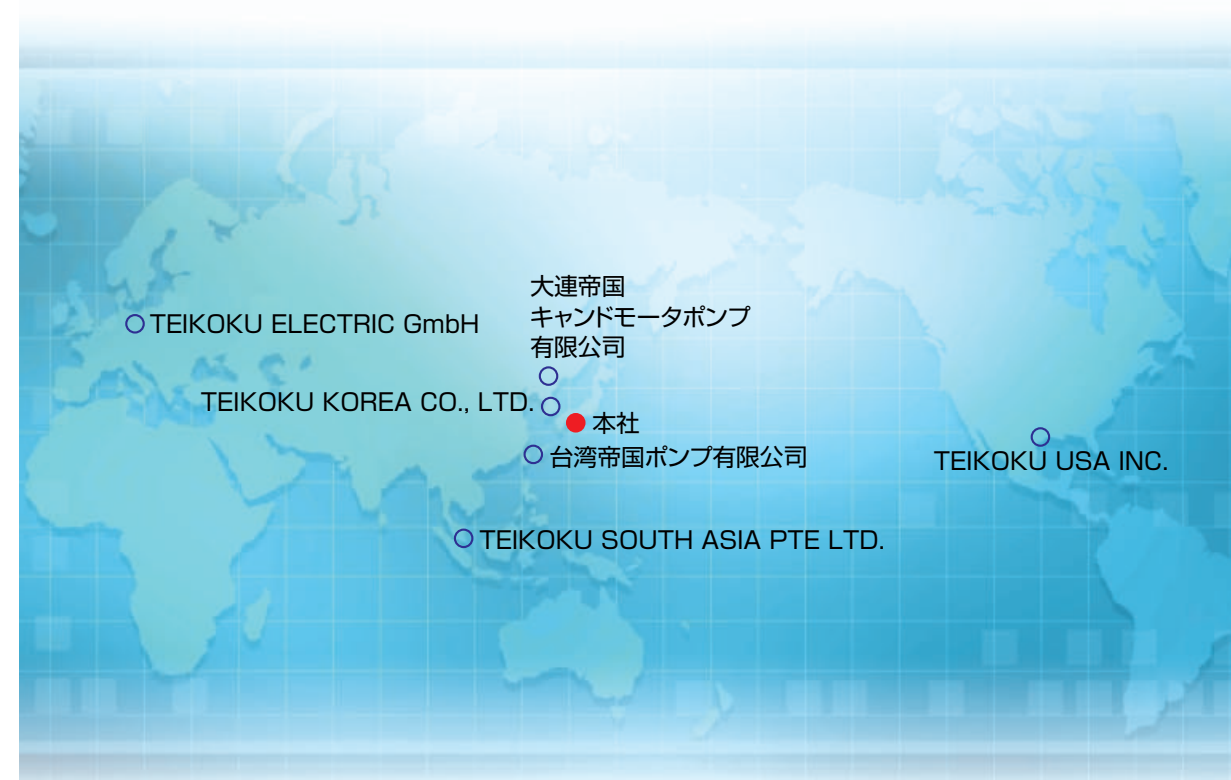 大連帝国
キャンドモータポンプ
有限公司
TEIKOKU ELECTRIC GmbH
TEIKOKU KOREA CO., LTD.
本社
台湾帝国ポンプ有限公司
TEIKOKU USA INC.
TEIKOKU SOUTH ASIA PTE LTD.